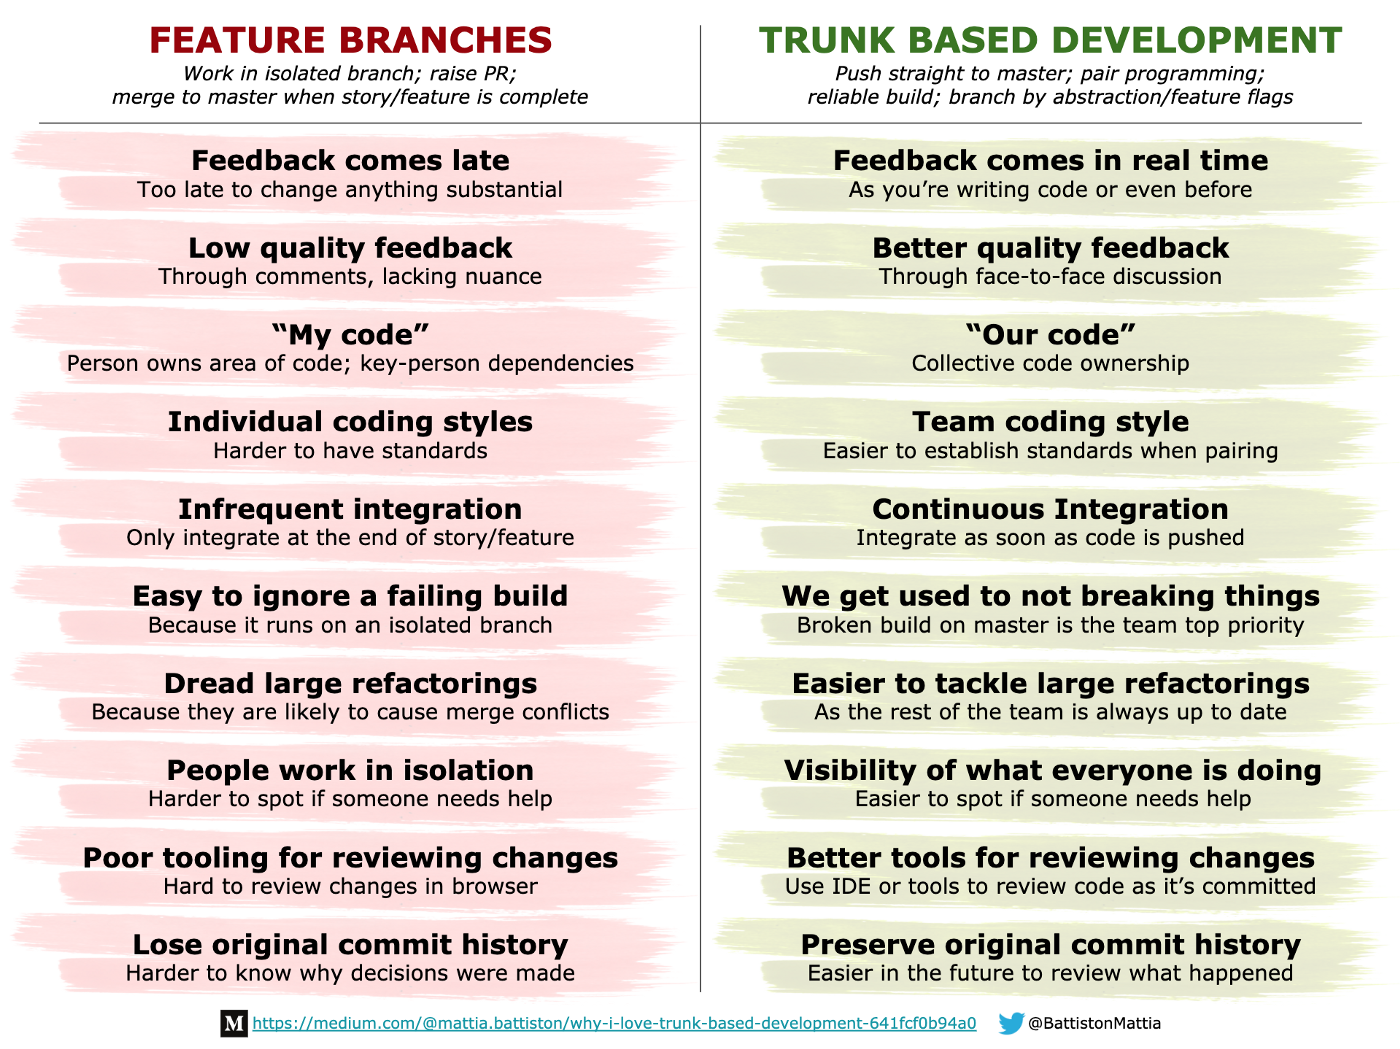 FEATURE BRANCHES
Work in isolated branch; raise PR;
merge to master when story/feature is complete
Feedback comes late
Too late to change anything substantial
Low quality feedback
Through comments, lacking nuance
“My code”
Person owns area of code; key-person dependencies
Individual coding styles
Harder to have standards
Infrequent integration
Only integrate at the end of story/feature
Easy to ignore a failing build
Because it runs on an isolated branch
Dread large refactorings
Because they are likely to cause merge conflicts
People work in isolation
Harder to spot if someone needs help
Poor tooling for reviewing changes
Hard to review changes in browser
Lose original commit history
Harder to know why decisions were made
TRUNK BASED DEVELOPMENT
Push straight to master; pair programming;
reliable build; branch by abstraction/feature flags
Feedback comes in real time
As you’re writing code or even before
Better quality feedback
Through face-to-face discussion
“Our code”
Collective code ownership
Team coding style
Easier to establish standards when pairing
Continuous Integration
Integrate as soon as code is pushed
We get used to not breaking things
Broken build on master is the team top priority
Easier to tackle large refactorings
As the rest of the team is always up to date
Visibility of what everyone is doing
Easier to spot if someone needs help
Better tools for reviewing changes
Use IDE or tools to review code as it’s committed
Preserve original commit history
Easier in the future to review what happened
M https://medium.com/@mattia.battiston/why-i-love-trunk-based-development-641fcf0b94a0 @BattistonMattia